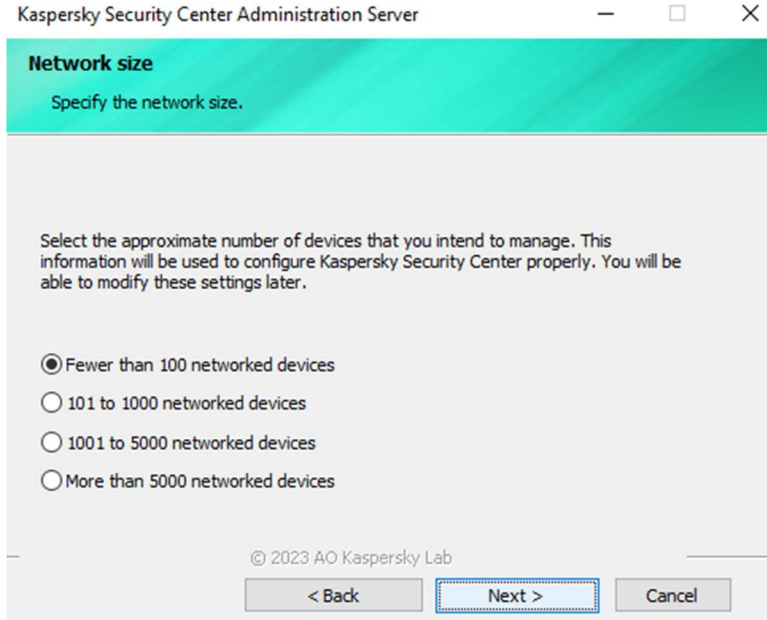 Kaspersky Security Center Administration Server
Network size
Specify the network size.
Select the approximate number of devices that you intend to manage. This
information will be used to configure Kaspersky Security Center properly. You will be
able to modify these settings later.
Fewer than 100 networked devices
101 to 1000 networked devices
1001 to 5000 networked devices
More than 5000 networked devices
© 2023 AO Kaspersky Lab
< Back Next > Cancel